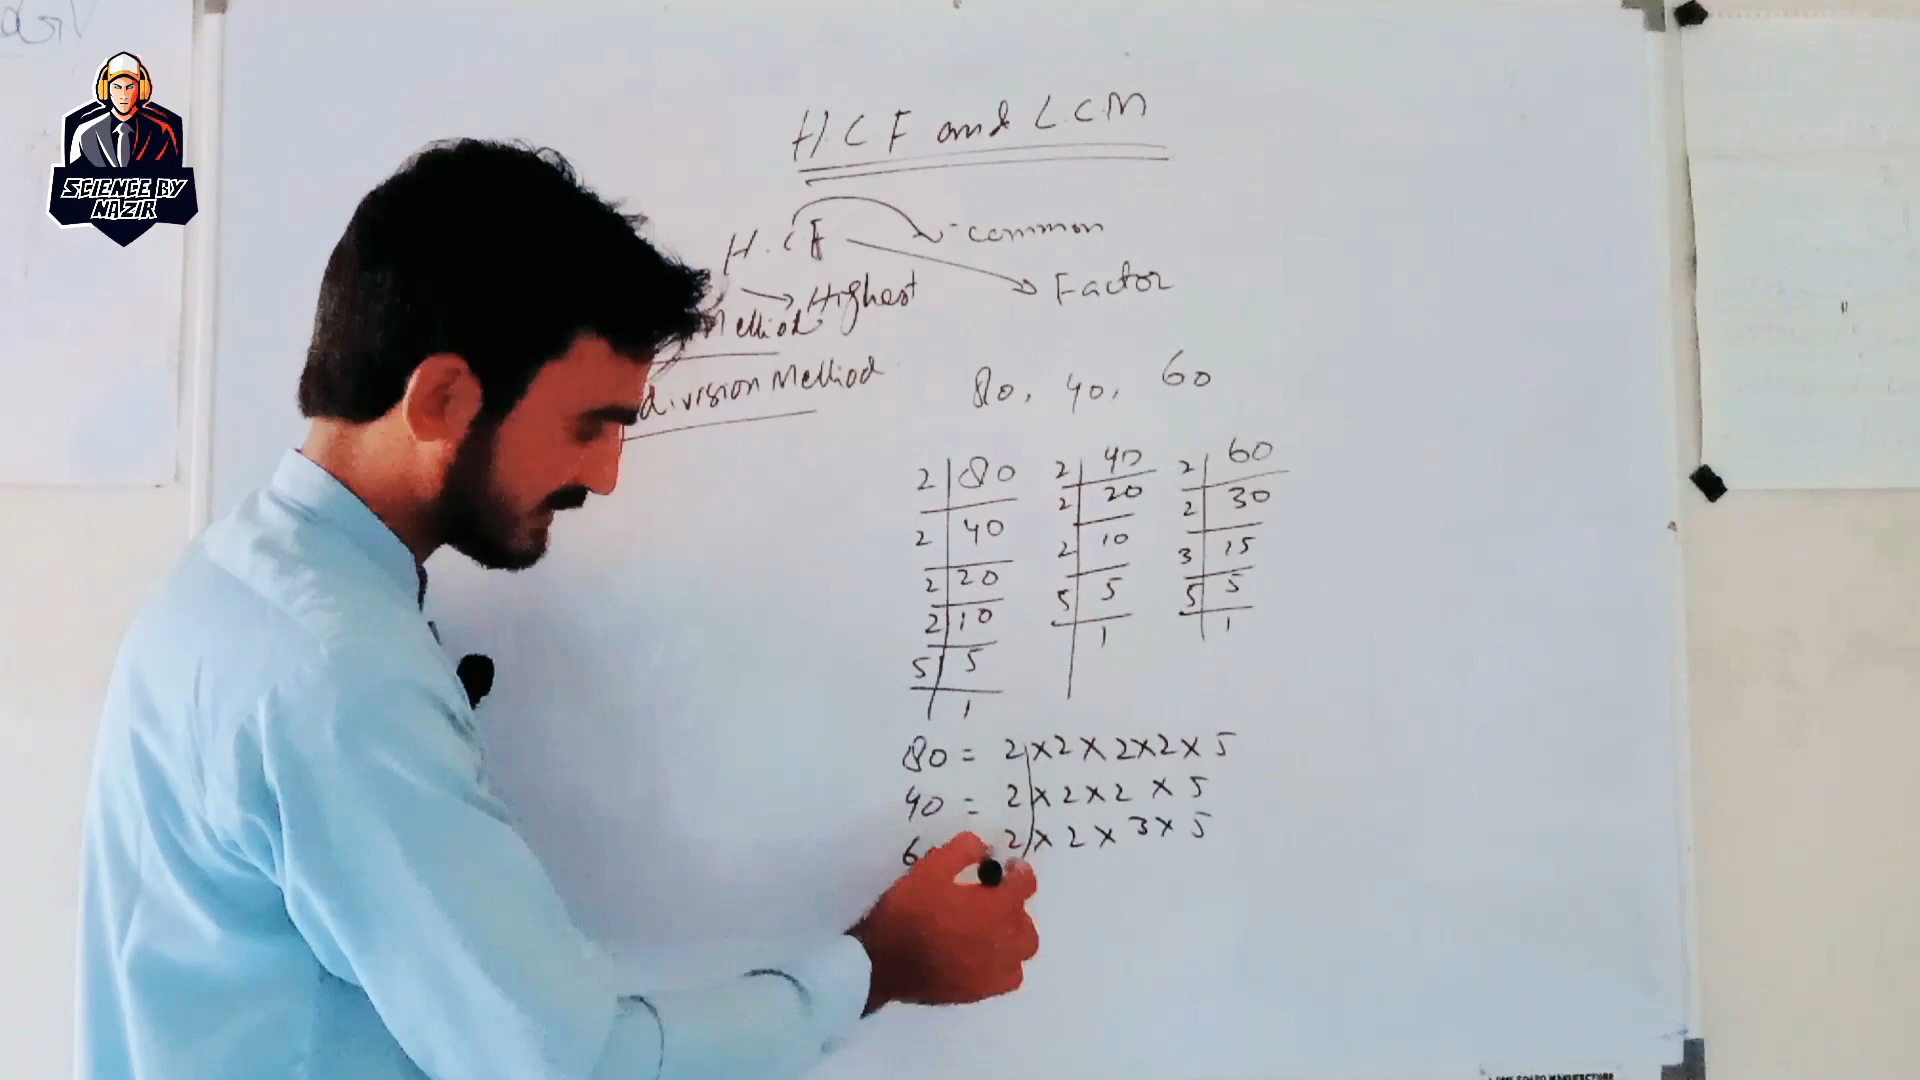 SCIENCE BY
NAZIR
H.C.F and L.C.M
H.C.F
common
Highest
Factor
Method
division Method
80, 40, 60
2 80
2 40
2 20
2 10
5 5
1
2 40
2 20
2 10
5 5
1
2 60
2 30
3 15
5 5
1
80 = 2 × 2 × 2 × 2 × 5
40 = 2 × 2 × 2 × 5
6
2 × 2 × 3 × 5